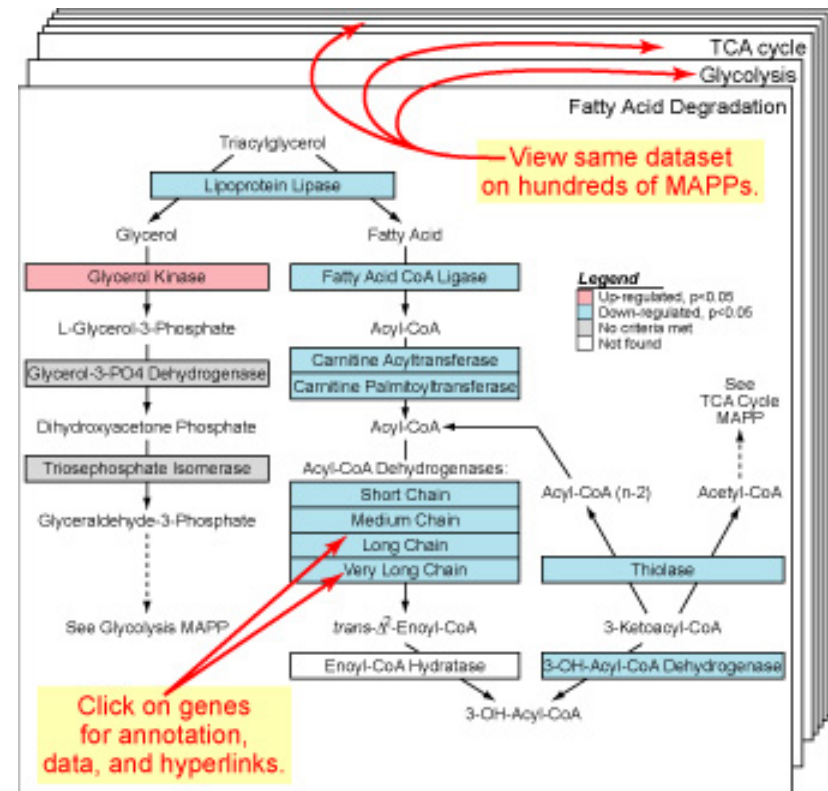 TCA cycle
Glycolysis
Fatty Acid Degradation
Triacylglycerol
View same dataset
on hundreds of MAPPs.
Lipoprotein Lipase
Glycerol
Fatty Acid
Glycerol Kinase
Fatty Acid CoA Ligase
Legend
Up-regulated, p<0.05
Down-regulated, p<0.05
No criteria met
Not found
L-Glycerol-3-Phosphate
Acyl-CoA
Glycerol-3-PO4 Dehydrogenase
Carnitine Acyltransferase
Carnitine Palmitoyltransferase
See
TCA Cycle
MAPP
Dihydroxyacetone Phosphate
Acyl-CoA
Triosephosphate Isomerase
Acyl-CoA Dehydrogenases:
Short Chain
Medium Chain
Long Chain
Very Long Chain
Acyl-CoA (n-2)
Acetyl-CoA
Glyceraldehyde-3-Phosphate
Thiolase
See Glycolysis MAPP
trans-Δ²-Enoyl-CoA
3-Ketoacyl-CoA
Enoyl-CoA Hydratase
3-OH-Acyl-CoA Dehydrogenase
3-OH-Acyl-CoA
Click on genes
for annotation,
data, and hyperlinks.